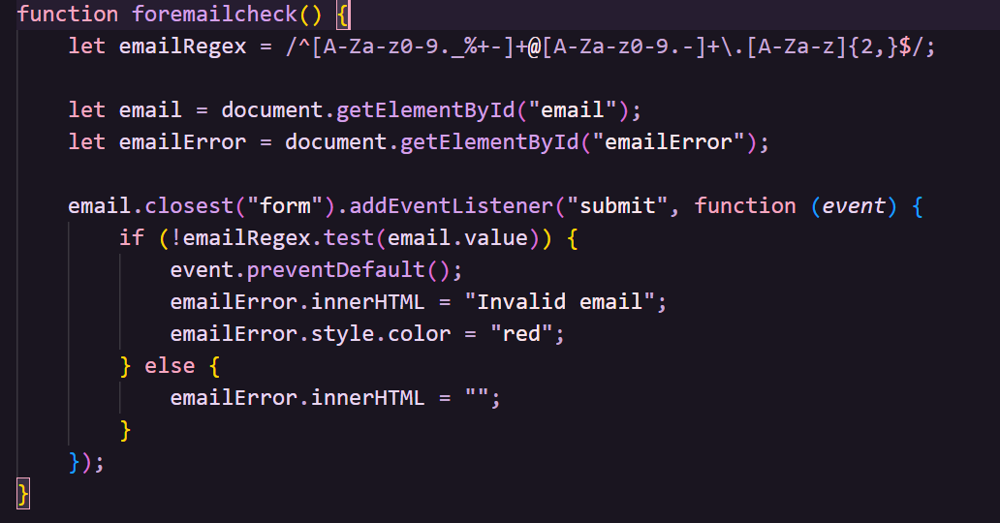 function foremailcheck() {
    let emailRegex = /^[A-Za-z0-9._%+-]+@[A-Za-z0-9.-]+\.[A-Za-z]{2,}$/;
    let email = document.getElementById("email");
    let emailError = document.getElementById("emailError");
    email.closest("form").addEventListener("submit", function (event) {
        if (!emailRegex.test(email.value)) {
            event.preventDefault();
            emailError.innerHTML = "Invalid email";
            emailError.style.color = "red";
        } else {
            emailError.innerHTML = "";
        }
    });
}